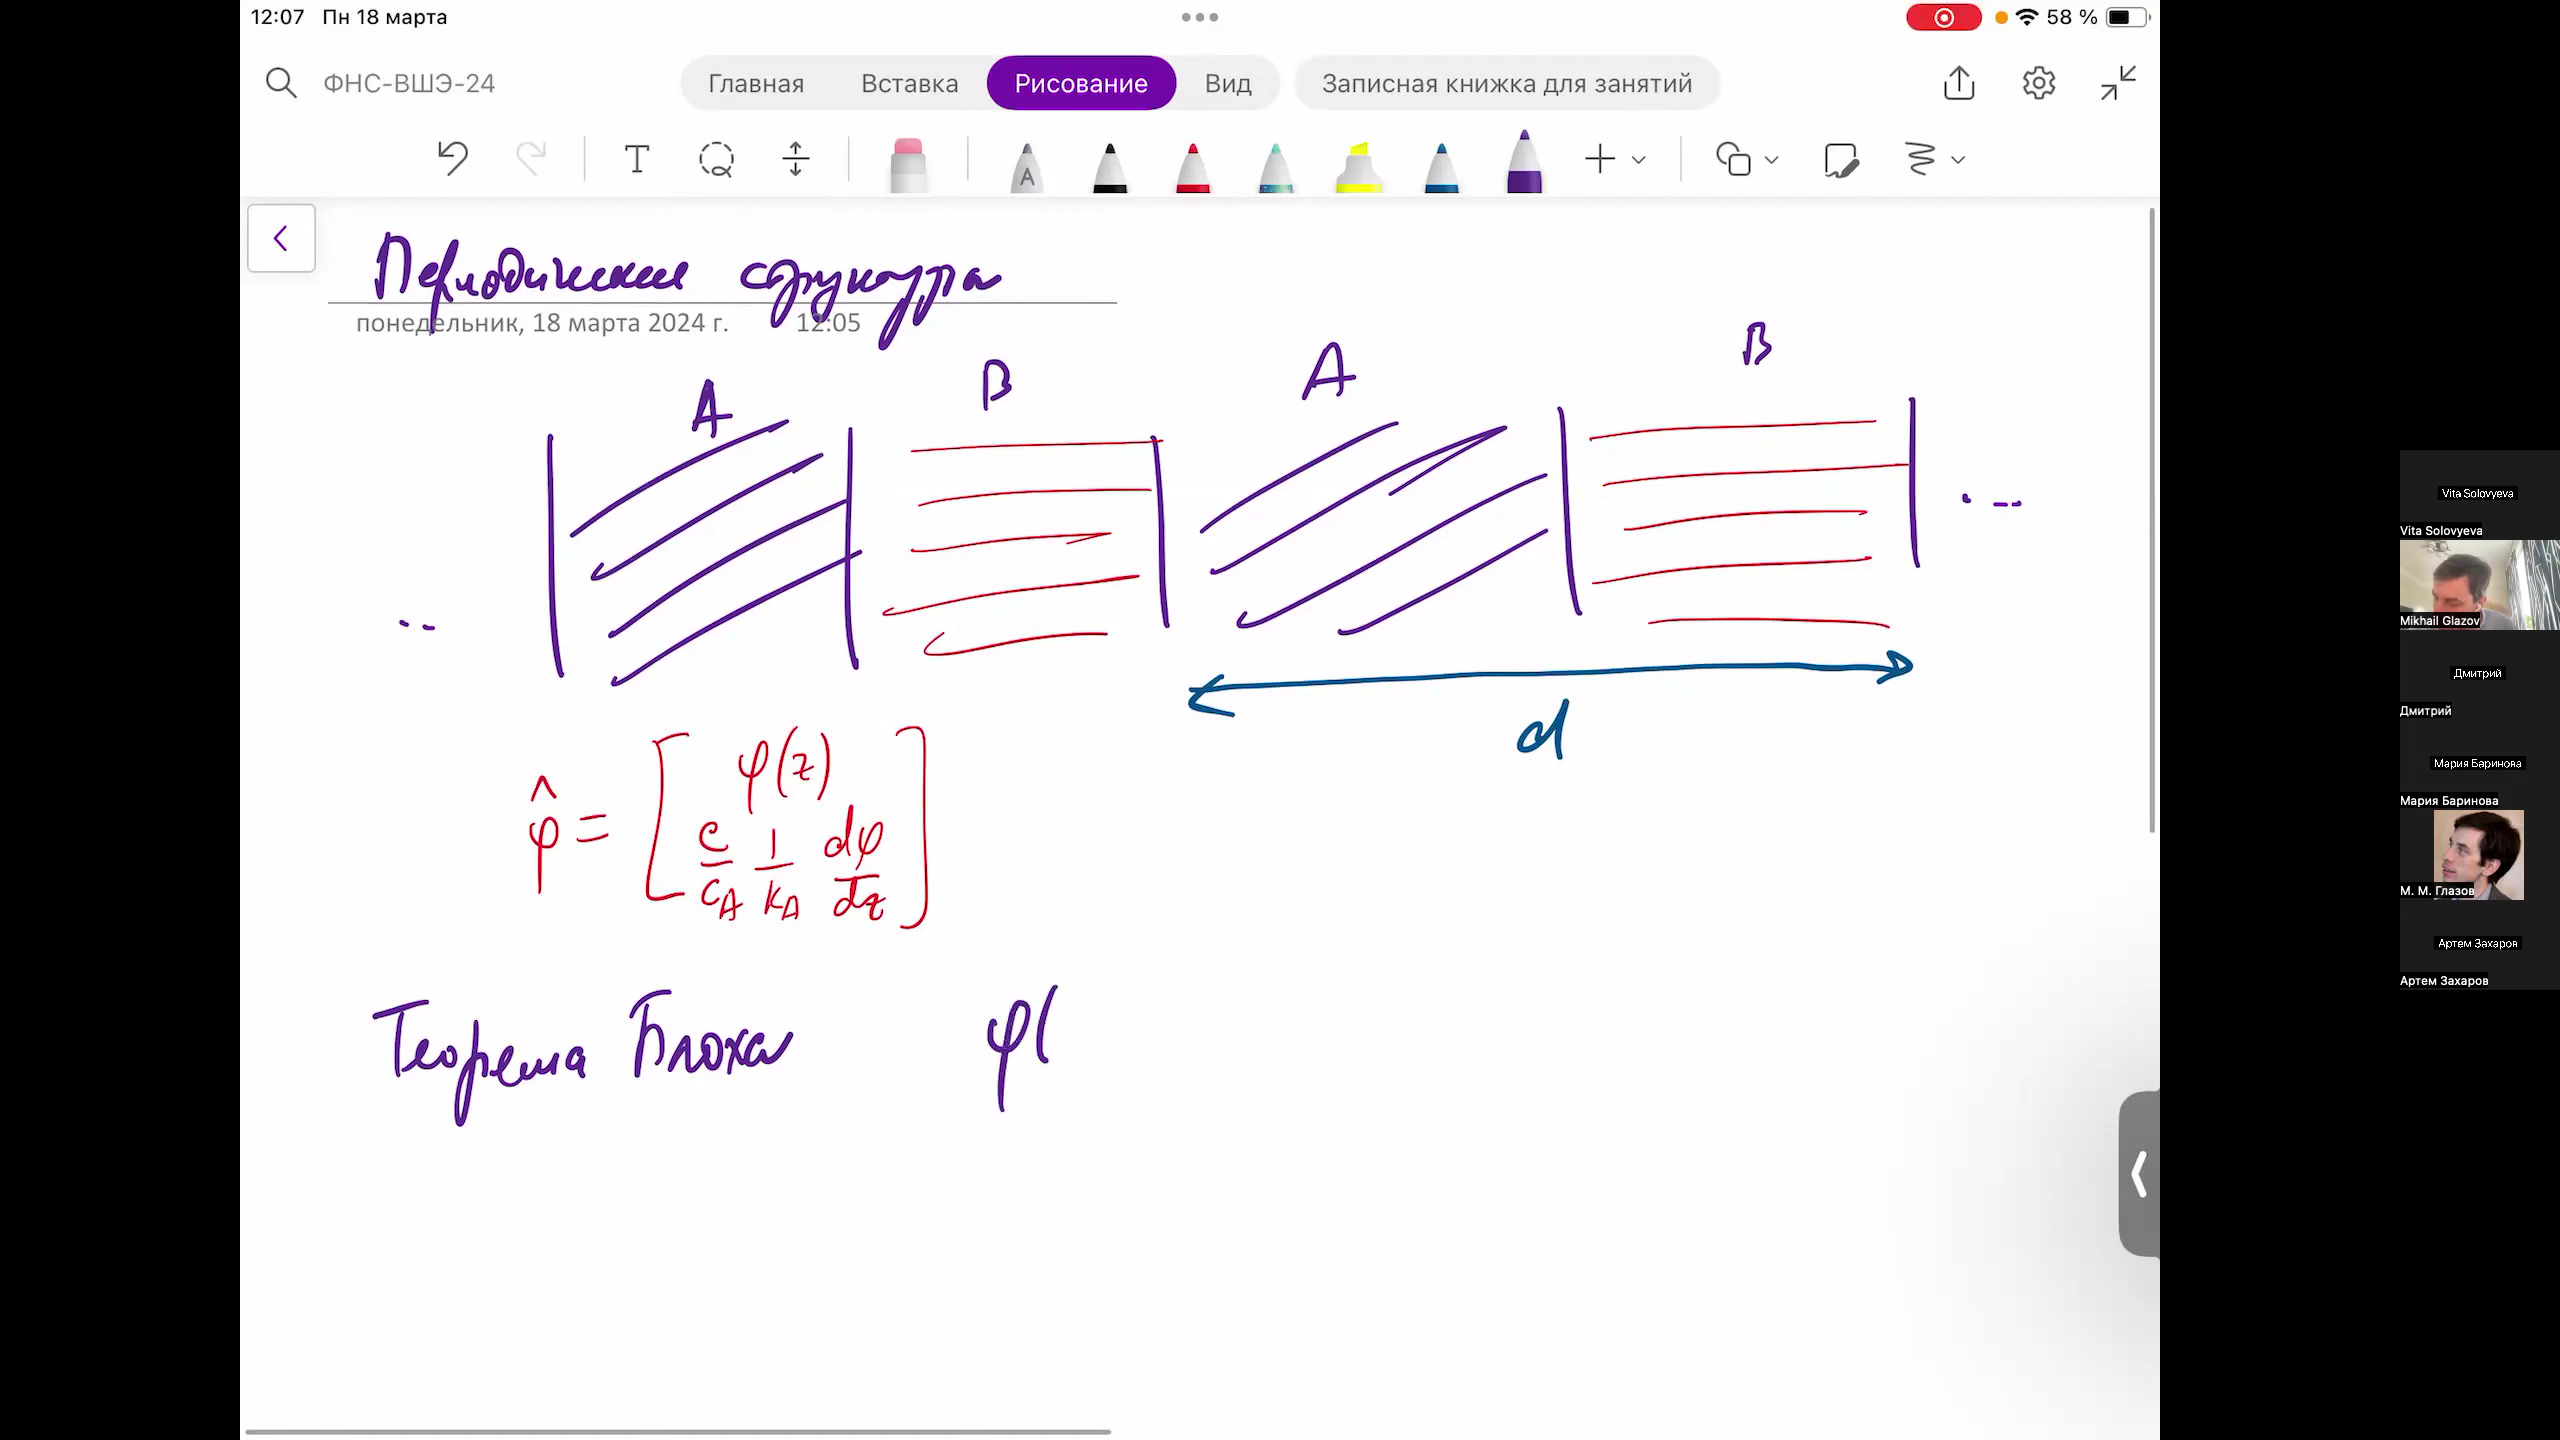 12:07 Пн 18 марта
58 %
ФНС-ВШЭ-24
Главная Вставка Рисование Вид Записная книжка для занятий
T A
Периодические структуры
понедельник, 18 марта 2024 г. 12:05
A B A B
d
φ̂ = [ φ(z)
c/c_A 1/k_A dφ/dz ]
Теорема Блоха φ(
Vita Solovyeva
Vita Solovyeva
Mikhail Glazov
Дмитрий
Дмитрий
Мария Баринова
Мария Баринова
М. М. Глазов
Артем Захаров
Артем Захаров